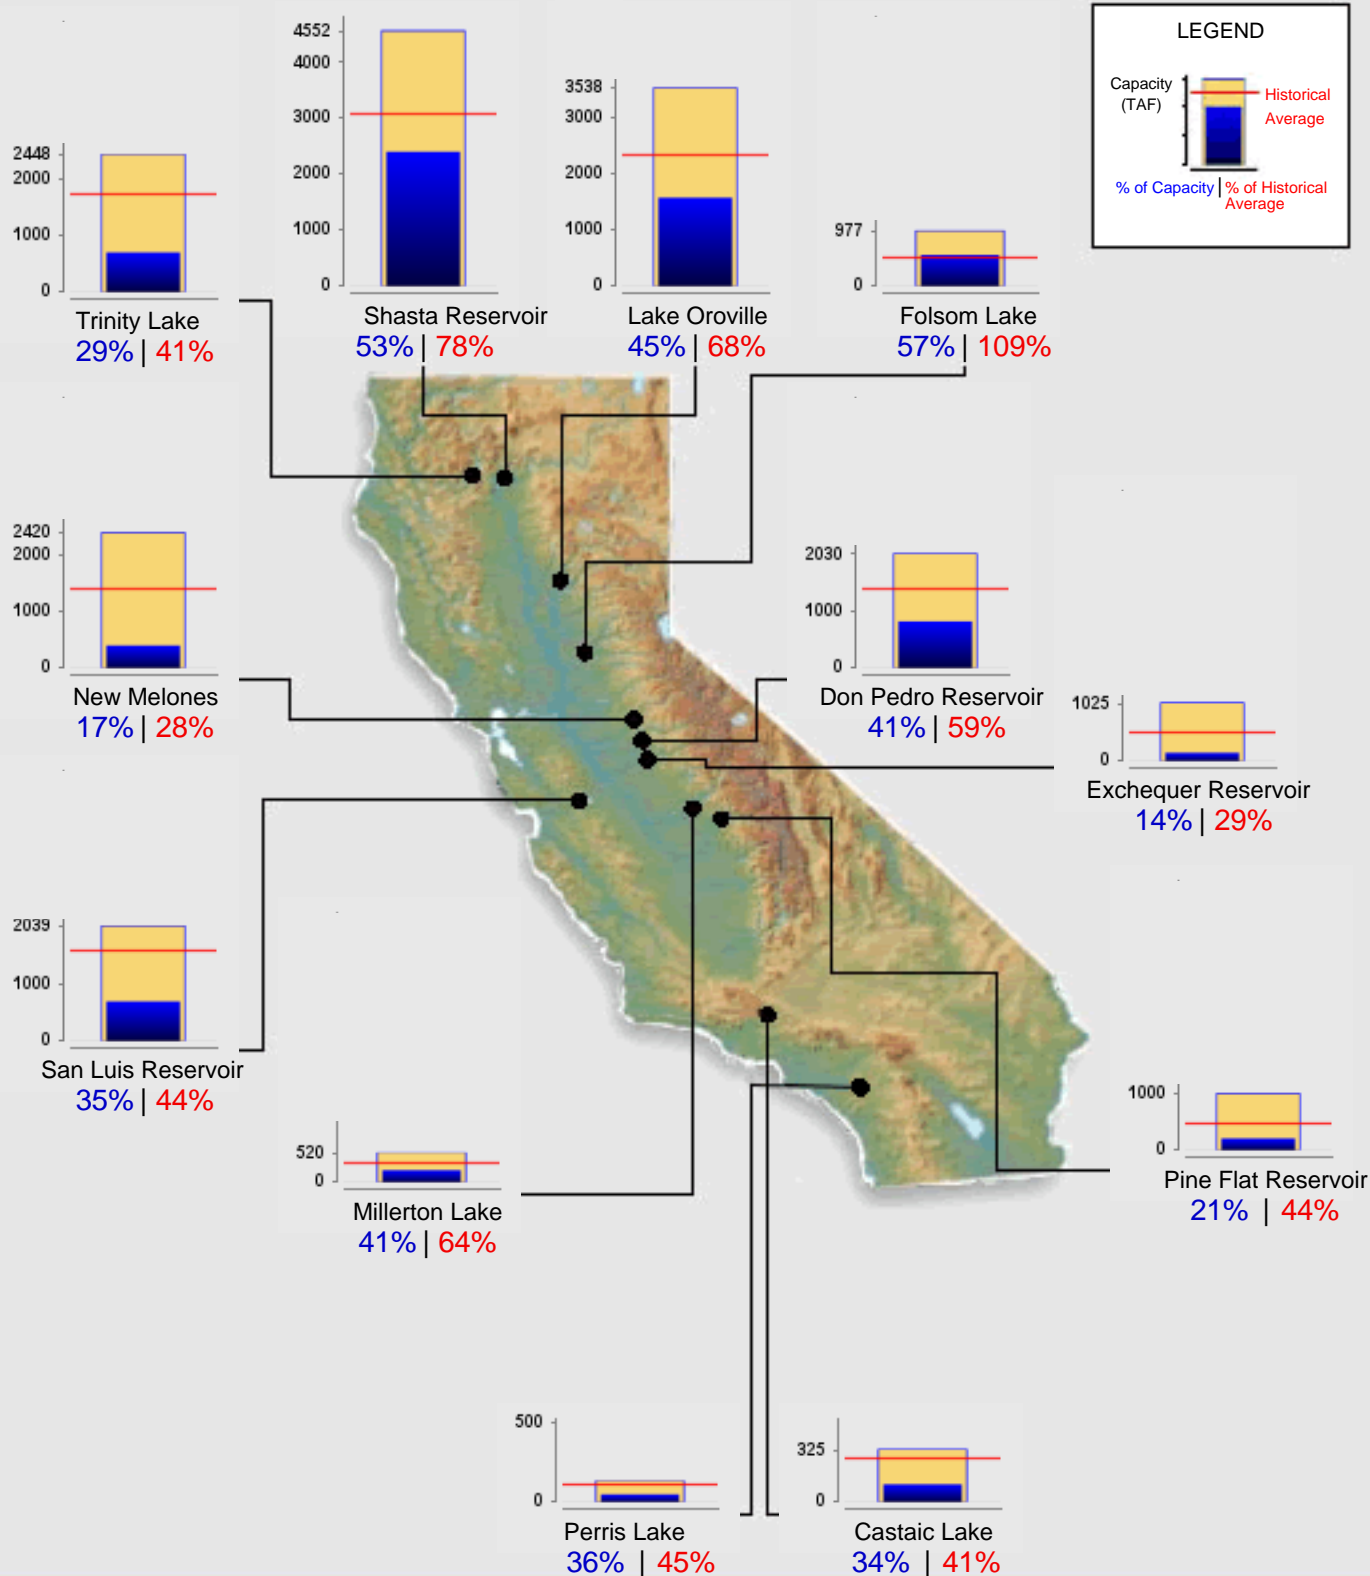 LEGEND
Capacity
(TAF)
Historical
Average
% of Capacity | % of Historical
Average
2448
2000
1000
0
Trinity Lake
29% | 41%
4552
4000
3000
2000
1000
0
Shasta Reservoir
53% | 78%
3538
3000
2000
1000
0
Lake Oroville
45% | 68%
977
0
Folsom Lake
57% | 109%
2420
2000
1000
0
New Melones
17% | 28%
2030
1000
0
Don Pedro Reservoir
41% | 59%
1025
0
Exchequer Reservoir
14% | 29%
2039
1000
0
San Luis Reservoir
35% | 44%
520
0
Millerton Lake
41% | 64%
1000
0
Pine Flat Reservoir
21% | 44%
500
0
Perris Lake
36% | 45%
325
0
Castaic Lake
34% | 41%